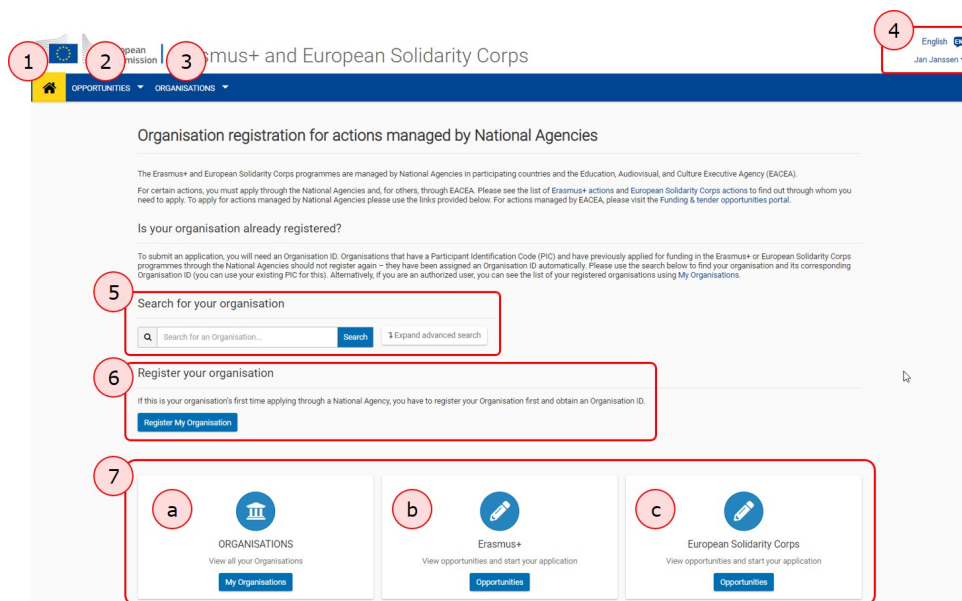 4
English EN
Jan Janssen
1 2 3
Erasmus+ and European Solidarity Corps
OPPORTUNITIES ORGANISATIONS
Organisation registration for actions managed by National Agencies
The Erasmus+ and European Solidarity Corps programmes are managed by National Agencies in participating countries and the Education, Audiovisual, and Culture Executive Agency (EACEA).
For certain actions, you must apply through the National Agencies and, for others, through EACEA. Please see the list of Erasmus+ actions and European Solidarity Corps actions to find out through whom you
need to apply. To apply for actions managed by National Agencies please use the links provided below. For actions managed by EACEA, please visit the Funding & tender opportunities portal.
Is your organisation already registered?
To submit an application, you will need an Organisation ID. Organisations that have a Participant Identification Code (PIC) and have previously applied for funding in the Erasmus+ or European Solidarity Corps
programmes through the National Agencies should not register again – they have been assigned an Organisation ID automatically. Please use the search below to find your organisation and its corresponding
Organisation ID (you can use your existing PIC for this). Alternatively, if you are an authorized user, you can see the list of your registered organisations using My Organisations.
5
Search for your organisation
Search for an Organisation... Search Expand advanced search
6
Register your organisation
If this is your organisation's first time applying through a National Agency, you have to register your Organisation first and obtain an Organisation ID.
Register My Organisation
7
a b c
ORGANISATIONS Erasmus+ European Solidarity Corps
View all your Organisations View opportunities and start your application View opportunities and start your application
My Organisations Opportunities Opportunities